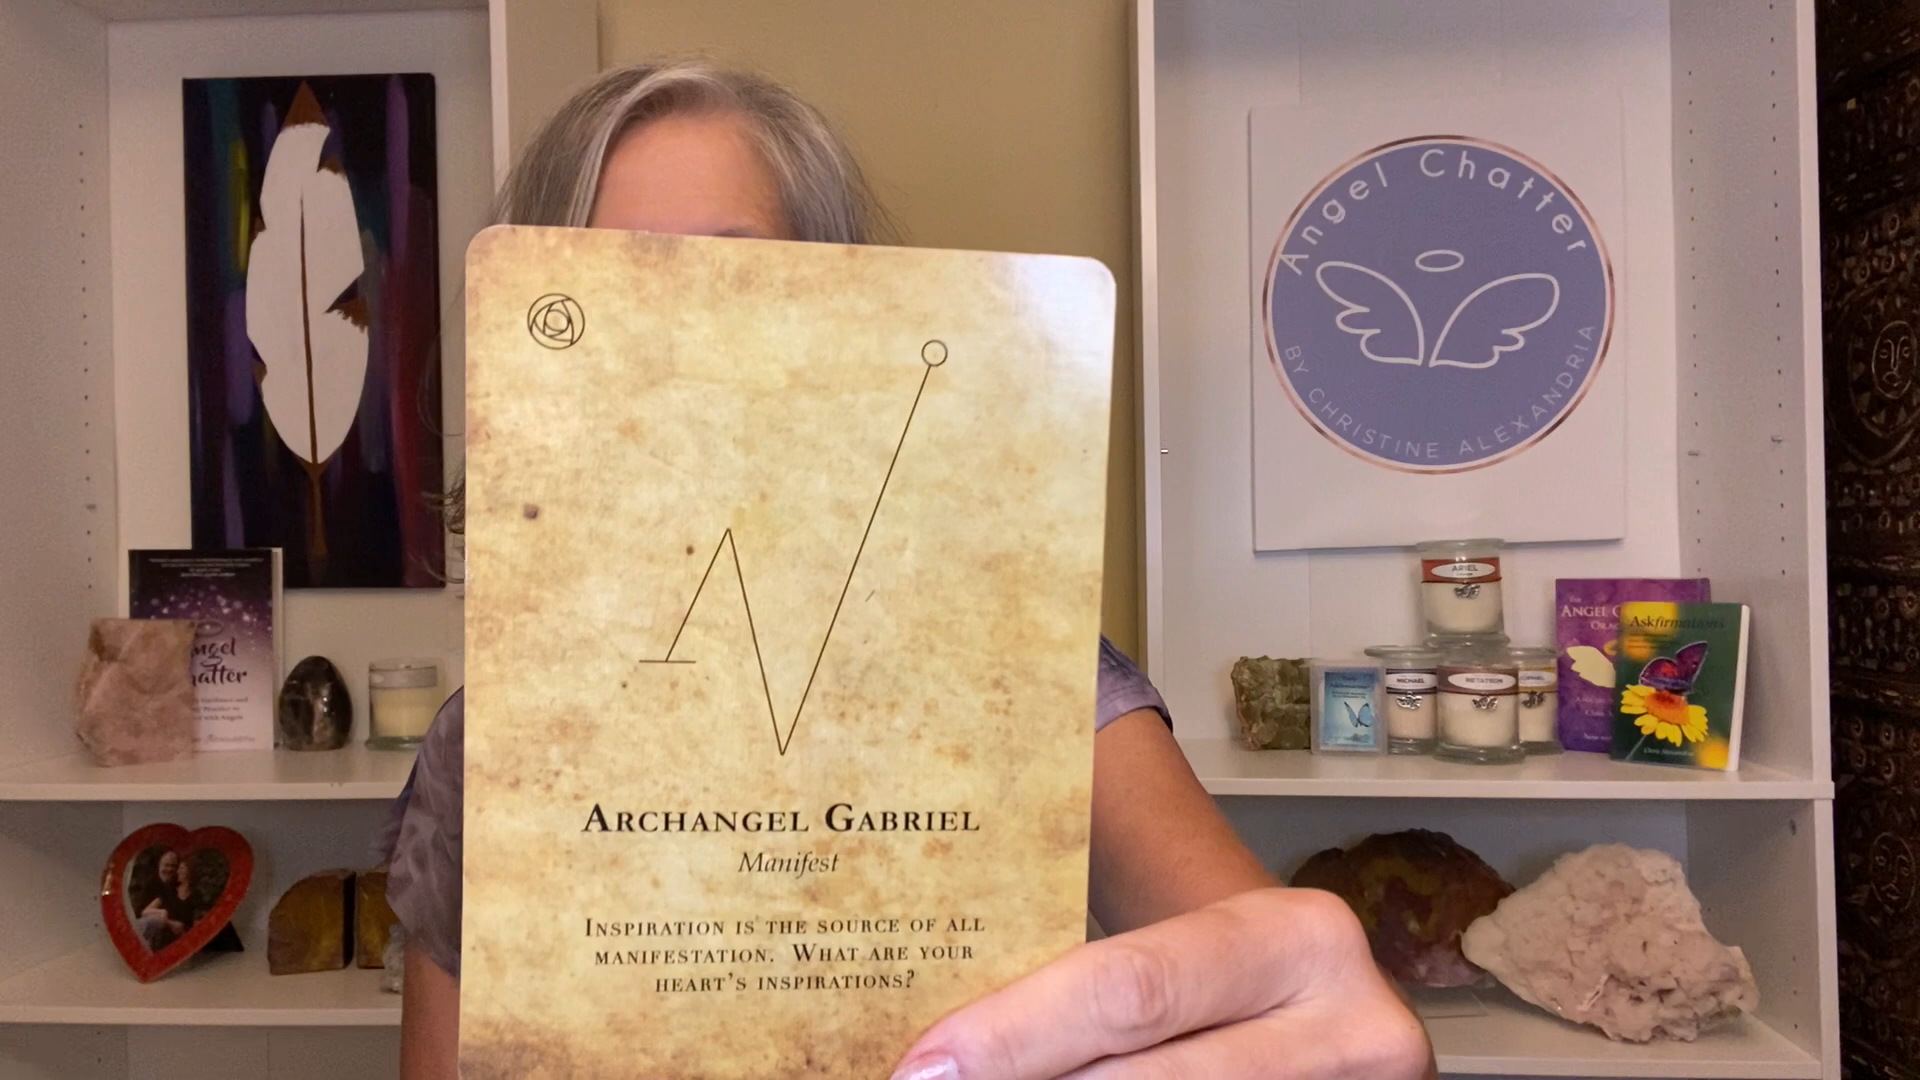 Angel Chatter
BY CHRISTINE ALEXANDRIA
ARCHANGEL GABRIEL
Manifest
INSPIRATION IS THE SOURCE OF ALL
MANIFESTATION. WHAT ARE YOUR
HEART'S INSPIRATIONS?
ARIEL
MICHAEL
METATRON
ANGEL
Askfirmations